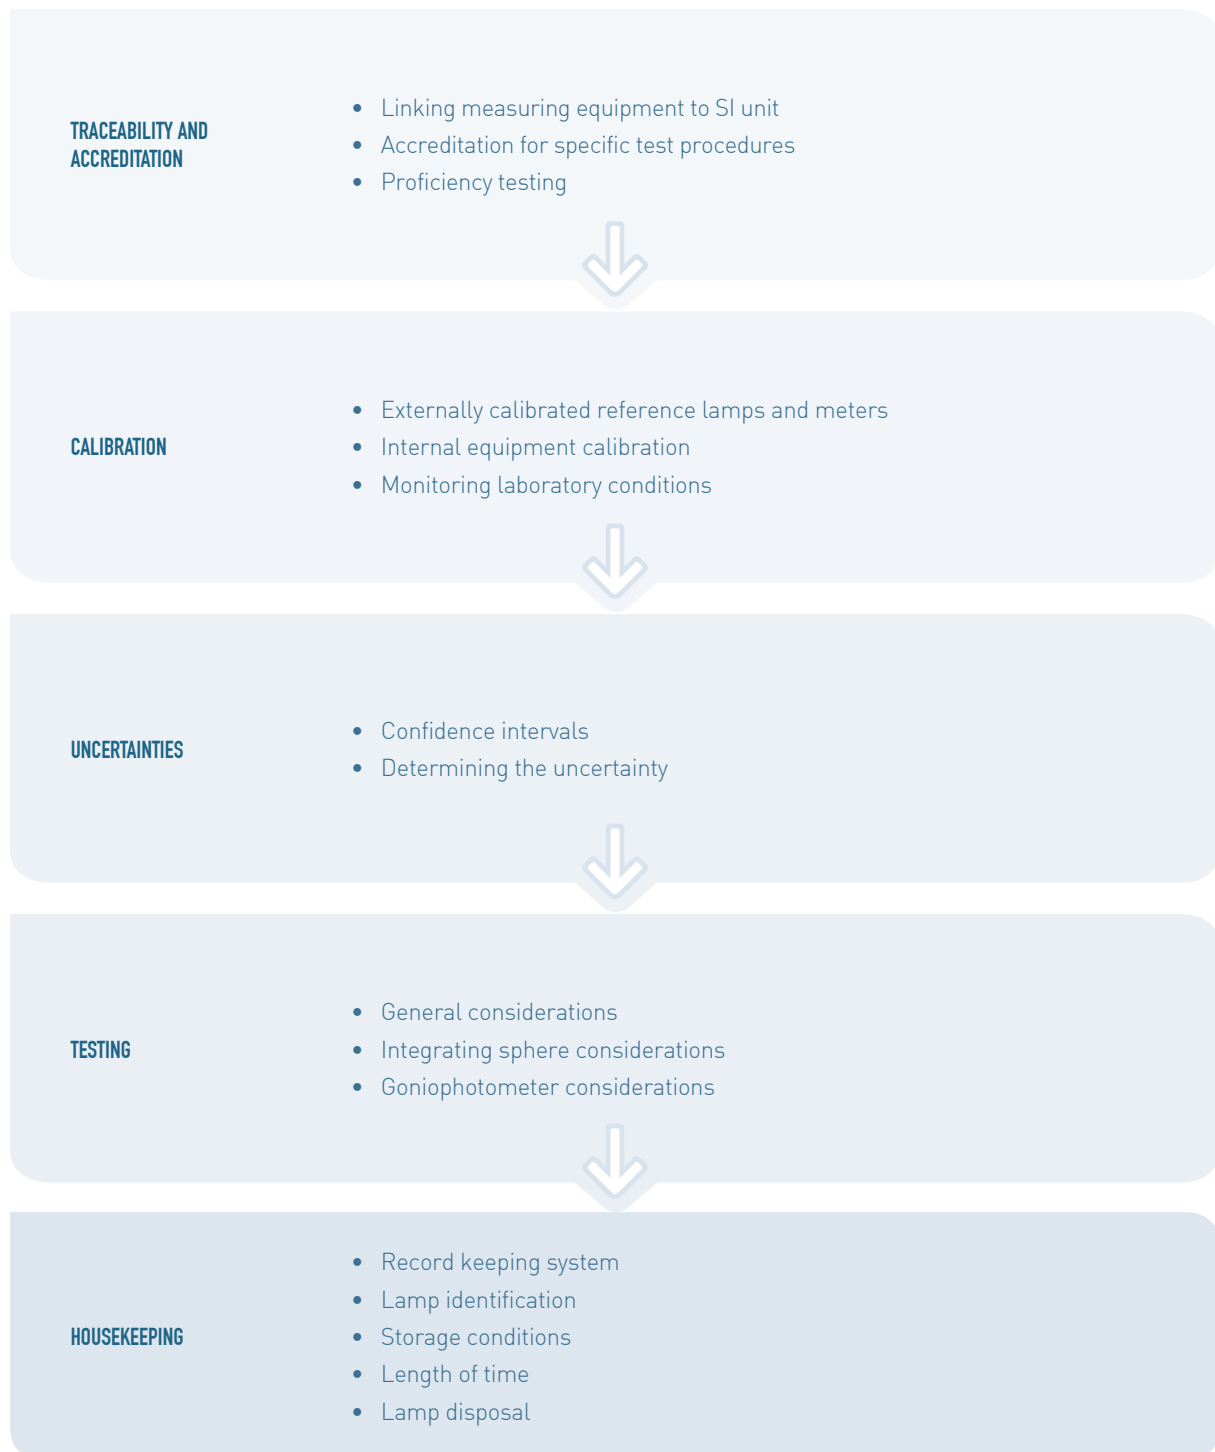 TRACEABILITY AND
ACCREDITATION
• Linking measuring equipment to SI unit
• Accreditation for specific test procedures
• Proficiency testing
CALIBRATION
• Externally calibrated reference lamps and meters
• Internal equipment calibration
• Monitoring laboratory conditions
UNCERTAINTIES
• Confidence intervals
• Determining the uncertainty
TESTING
• General considerations
• Integrating sphere considerations
• Goniophotometer considerations
HOUSEKEEPING
• Record keeping system
• Lamp identification
• Storage conditions
• Length of time
• Lamp disposal